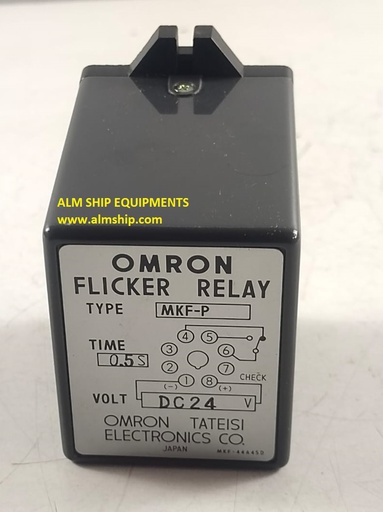 ALM SHIP EQUIPMENTS
www.almship.com
OMRON
FLICKER RELAY
TYPE MKF-P
TIME
0.5S
4 5
3 6
2 7
1 8
(-) (+)
CHECK
VOLT DC24 V
OMRON TATEISI
ELECTRONICS CO.
JAPAN